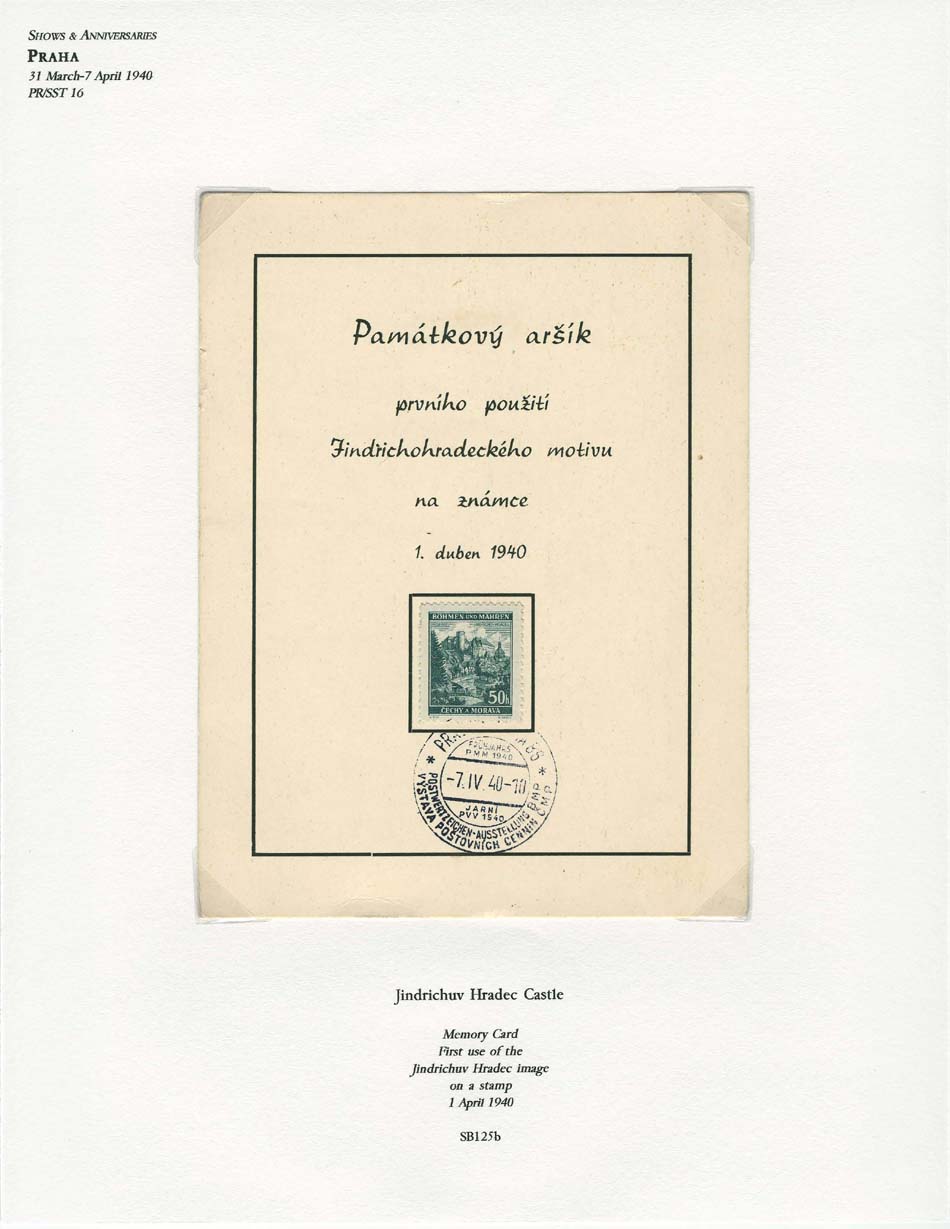 SHOWS & ANNIVERSARIES
PRAHA
31 March-7 April 1940
PR/SST 16
Památkový aršík
prvního použití
Jindřichohradeckého motivu
na známce
1. duben 1940
BÖHMEN UND MÄHREN
50h
ČECHY A MORAVA
FRÜHJAHRS
PMM 1940
-7.IV.40-10
JARNÍ
PVV 1940
POSTWERTZEICHEN-AUSSTELLUNG BMP
VÝSTAVA POŠTOVNÍCH CENNIN ČMP
Jindrichuv Hradec Castle
Memory Card
First use of the
Jindrichuv Hradec image
on a stamp
1 April 1940
SB125b